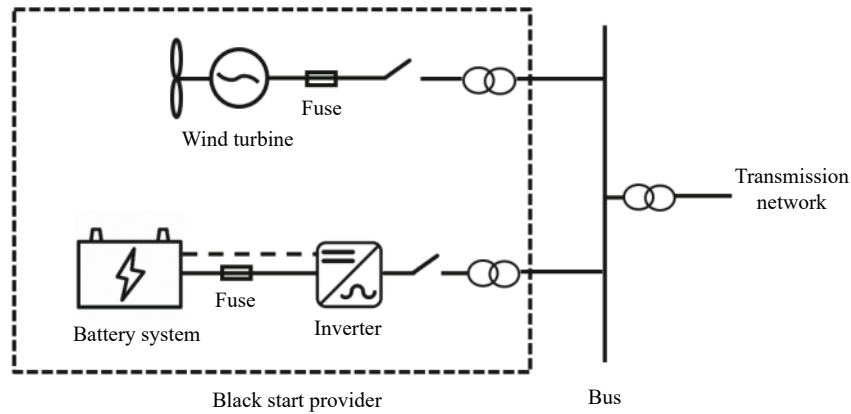 Fuse
Wind turbine
Transmission
network
Fuse
Inverter
Battery system
Black start provider
Bus